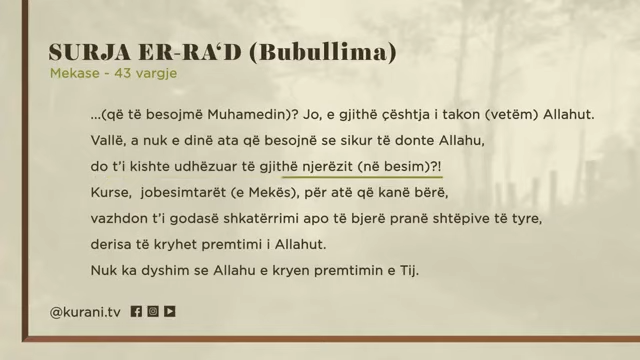 SURJA ER-RA‘D (Bubullima)
Mekase - 43 vargje
...(që të besojmë Muhamedin)? Jo, e gjithë çështja i takon (vetëm) Allahut.
Vallë, a nuk e dinë ata që besojnë se sikur të donte Allahu,
do t’i kishte udhëzuar të gjithë njerëzit (në besim)?!
Kurse, jobesimtarët (e Mekës), për atë që kanë bërë,
vazhdon t’i godasë shkatërrimi apo të bjerë pranë shtëpive të tyre,
derisa të kryhet premtimi i Allahut.
Nuk ka dyshim se Allahu e kryen premtimin e Tij.
@kurani.tv